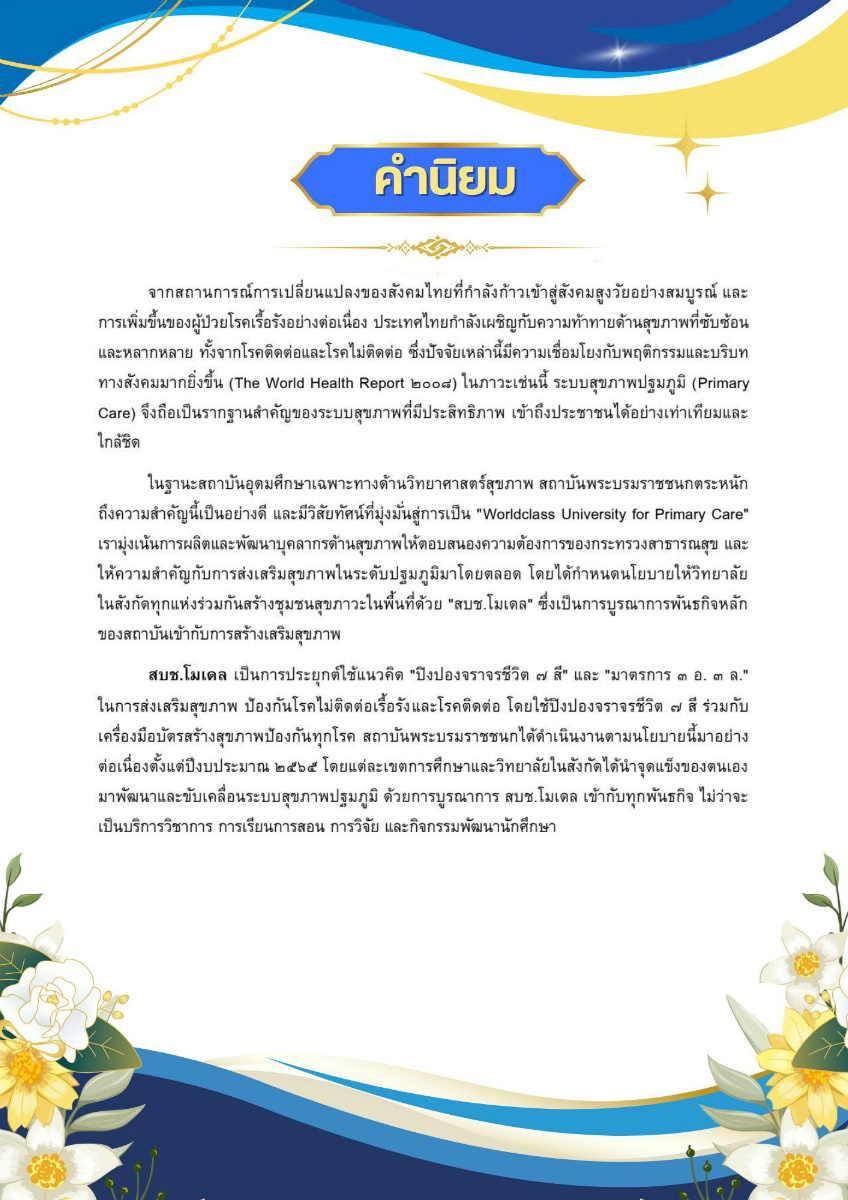 คำนิยม
จากสถานการณ์การเปลี่ยนแปลงของสังคมไทยที่กำลังก้าวเข้าสู่สังคมสูงวัยอย่างสมบูรณ์ และ
การเพิ่มขึ้นของผู้ป่วยโรคเรื้อรังอย่างต่อเนื่อง ประเทศไทยกำลังเผชิญกับความท้าทายด้านสุขภาพที่ซับซ้อน
และหลากหลาย ทั้งจากโรคติดต่อและโรคไม่ติดต่อ ซึ่งปัจจัยเหล่านี้มีความเชื่อมโยงกับพฤติกรรมและบริบท
ทางสังคมมากยิ่งขึ้น (The World Health Report ๒๐๐๘) ในภาวะเช่นนี้ ระบบสุขภาพปฐมภูมิ (Primary
Care) จึงถือเป็นรากฐานสำคัญของระบบสุขภาพที่มีประสิทธิภาพ เข้าถึงประชาชนได้อย่างเท่าเทียมและ
ใกล้ชิด
ในฐานะสถาบันอุดมศึกษาเฉพาะทางด้านวิทยาศาสตร์สุขภาพ สถาบันพระบรมราชชนกตระหนัก
ถึงความสำคัญนี้เป็นอย่างดี และมีวิสัยทัศน์ที่มุ่งมั่นสู่การเป็น "Worldclass University for Primary Care"
เรามุ่งเน้นการผลิตและพัฒนาบุคลากรด้านสุขภาพให้ตอบสนองความต้องการของกระทรวงสาธารณสุข และ
ให้ความสำคัญกับการส่งเสริมสุขภาพในระดับปฐมภูมิมาโดยตลอด โดยได้กำหนดนโยบายให้วิทยาลัย
ในสังกัดทุกแห่งร่วมกันสร้างชุมชนสุขภาวะในพื้นที่ด้วย "สบช.โมเดล" ซึ่งเป็นการบูรณาการพันธกิจหลัก
ของสถาบันเข้ากับการสร้างเสริมสุขภาพ
สบช.โมเดล เป็นการประยุกต์ใช้แนวคิด "ปิงปองจราจรชีวิต ๗ สี" และ "มาตรการ ๓ อ. ๓ ล."
ในการส่งเสริมสุขภาพ ป้องกันโรคไม่ติดต่อเรื้อรังและโรคติดต่อ โดยใช้ปิงปองจราจรชีวิต ๗ สี ร่วมกับ
เครื่องมือบัตรสร้างสุขภาพป้องกันทุกโรค สถาบันพระบรมราชชนกได้ดำเนินงานตามนโยบายนี้มาอย่าง
ต่อเนื่องตั้งแต่ปีงบประมาณ ๒๕๖๕ โดยแต่ละเขตการศึกษาและวิทยาลัยในสังกัดได้นำจุดแข็งของตนเอง
มาพัฒนาและขับเคลื่อนระบบสุขภาพปฐมภูมิ ด้วยการบูรณาการ สบช.โมเดล เข้ากับทุกพันธกิจ ไม่ว่าจะ
เป็นบริการวิชาการ การเรียนการสอน การวิจัย และกิจกรรมพัฒนานักศึกษา